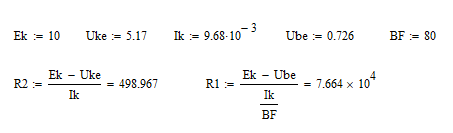 Ek := 10 Uke := 5.17 Ik := 9.68·10^-3 Ube := 0.726 BF := 80
R2 := (Ek − Uke)/Ik = 498.967 R1 := (Ek − Ube)/(Ik/BF) = 7.664 × 10^4